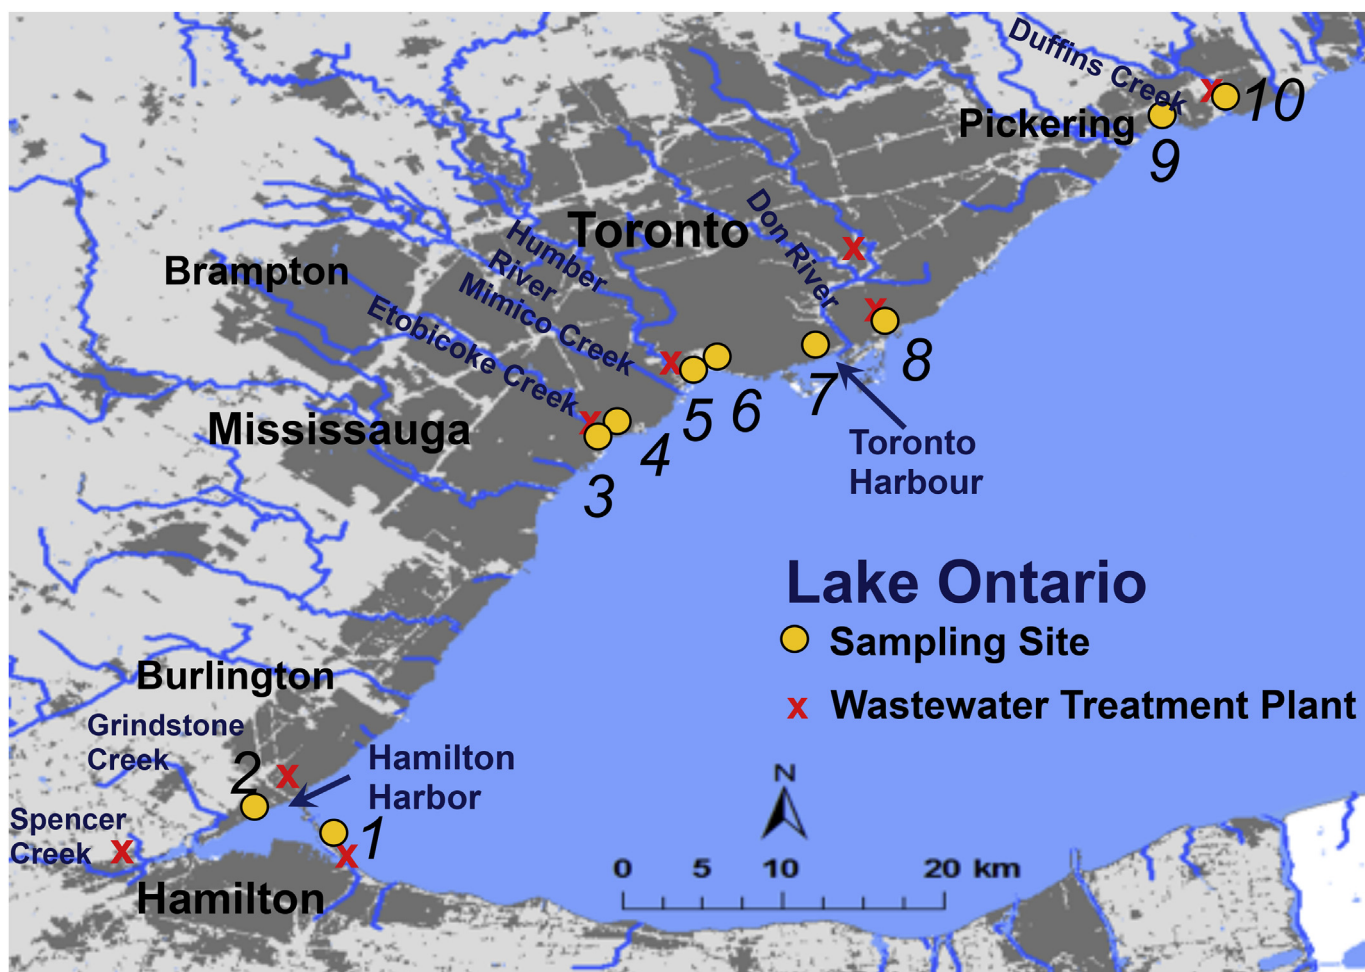 Duffins Creek
10
Pickering
9
Don River
Toronto
Humber
River
Brampton
Mimico Creek
Etobicoke Creek
8
7
6
5
4
3
Toronto
Harbour
Mississauga
Lake Ontario
Sampling Site
x Wastewater Treatment Plant
Burlington
Grindstone
Creek
2
Hamilton
Harbor
Spencer
Creek
1
Hamilton
N
0 5 10 20 km